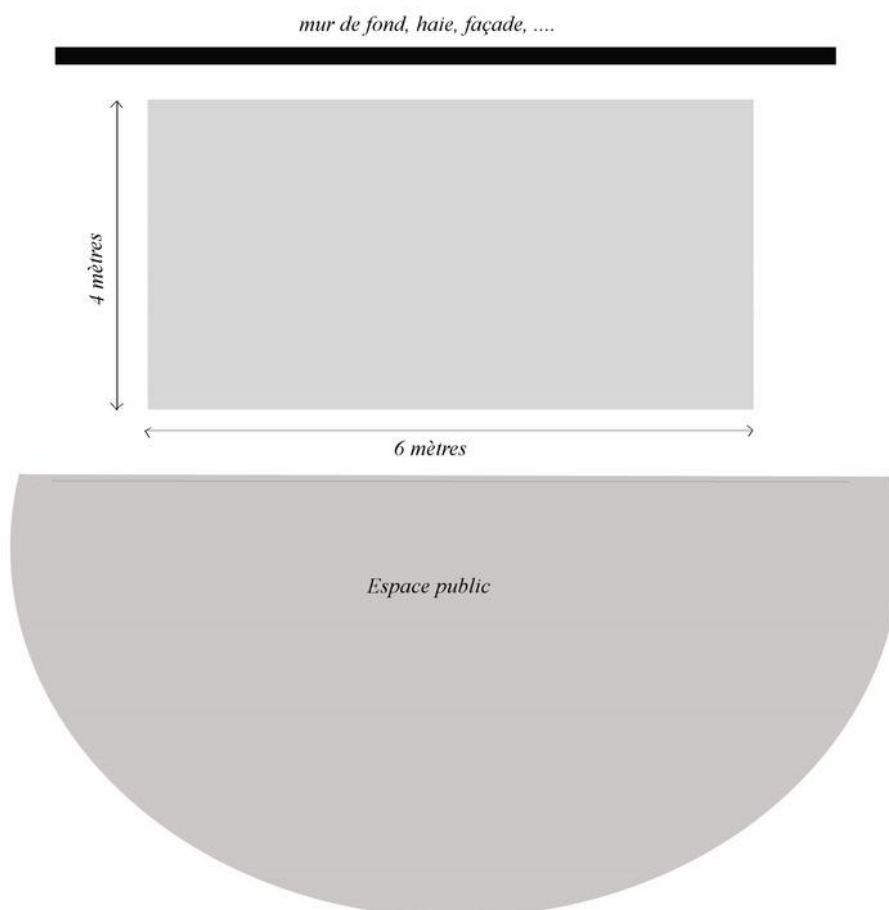 mur de fond, haie, façade, ....
4 mètres
6 mètres
Espace public